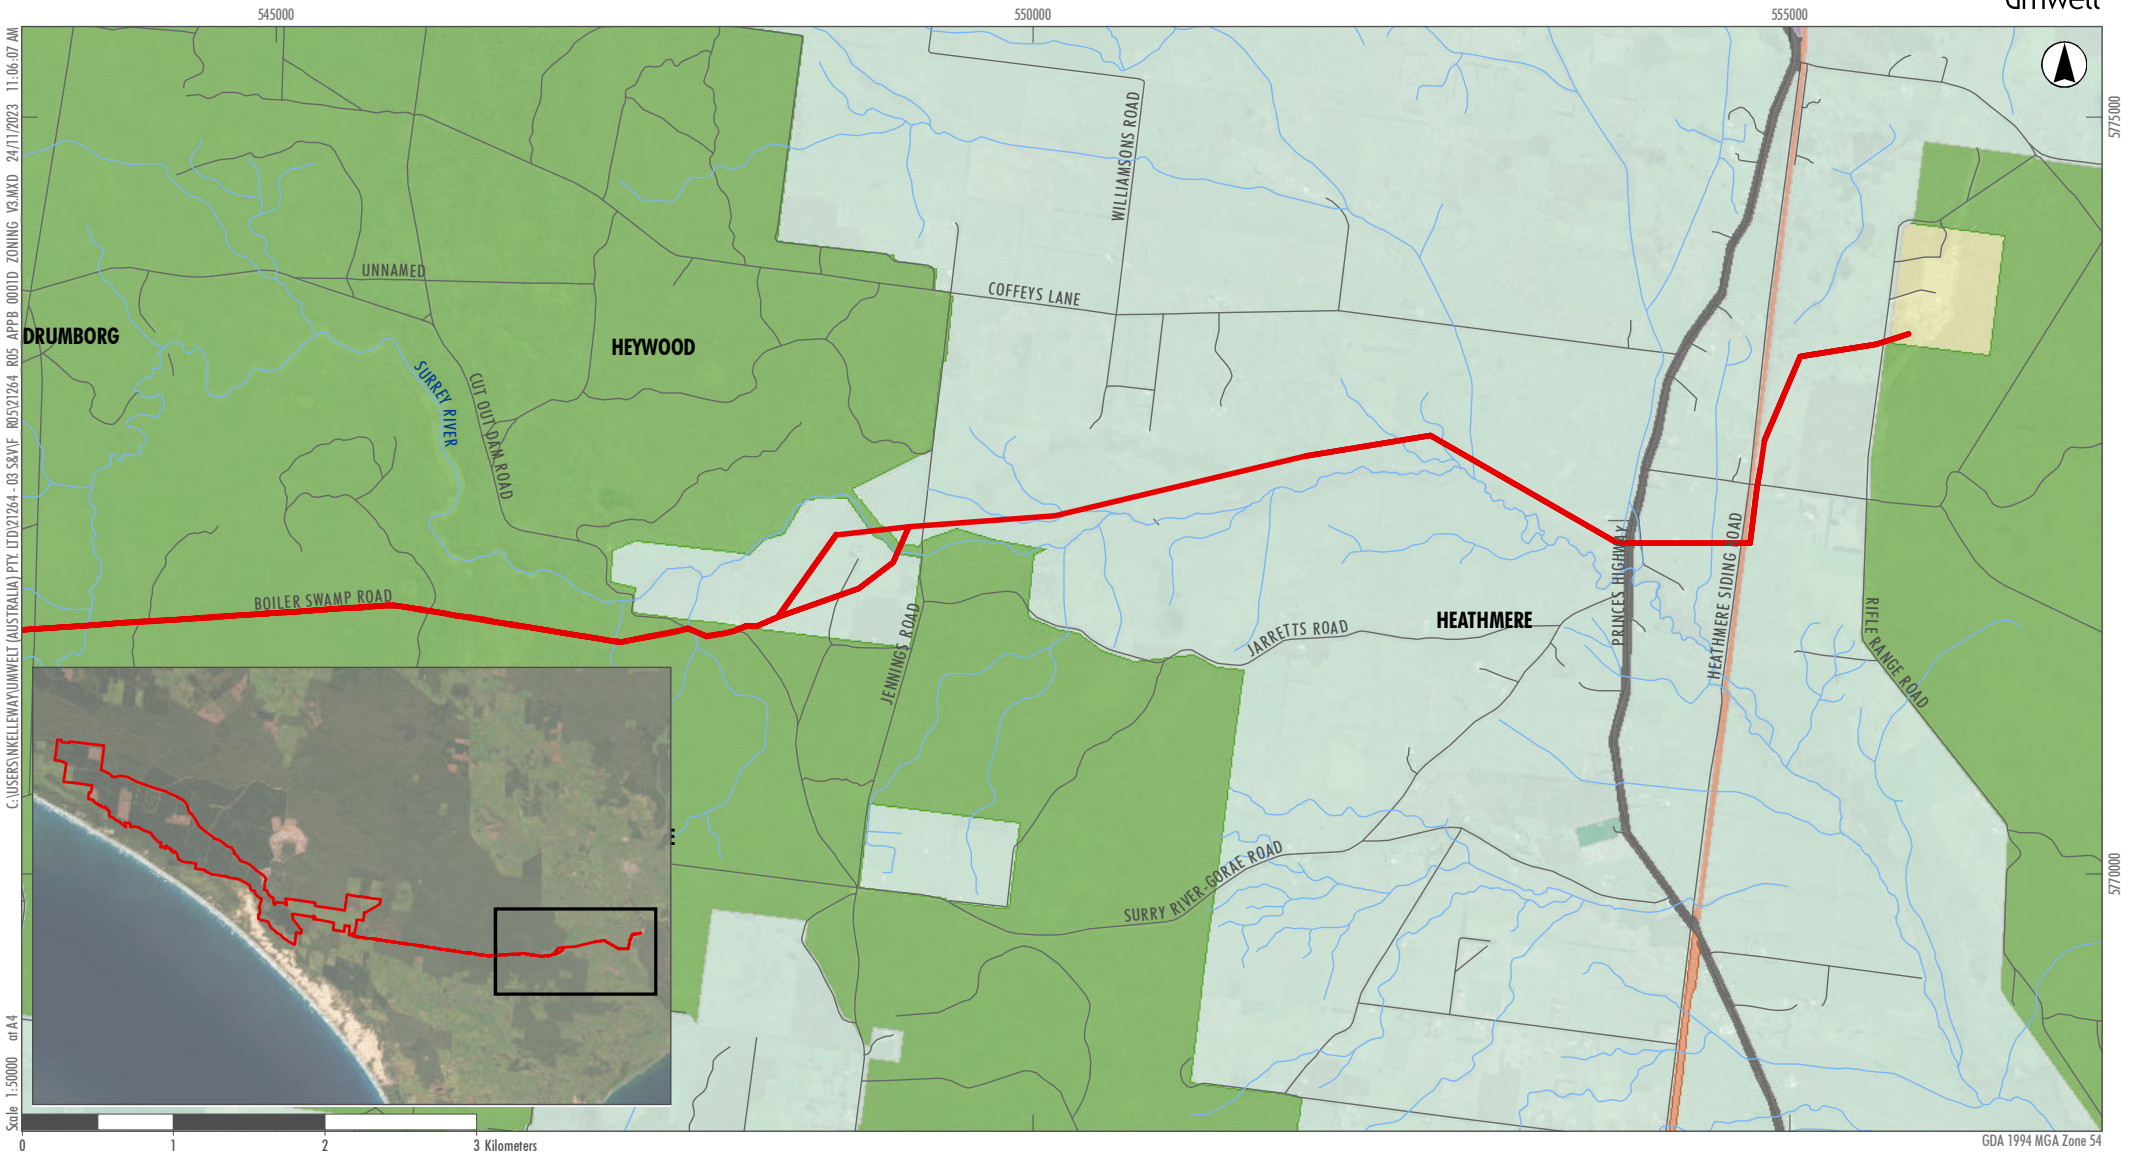 545000
550000
555000
5775000
5770000
WILLIAMSONS ROAD
UNNAMED
COFFEYS LANE
DRUMBORG
HEYWOOD
SURREY RIVER
CUT OUT DAM ROAD
BOILER SWAMP ROAD
JENNINGS ROAD
JARRETTS ROAD
HEATHMERE
PRINCES HIGHWAY
HEATHMERE SIDING ROAD
RIFLE RANGE ROAD
SURRY RIVER-GORAE ROAD
C:\USERS\NKELLEWAY\UMWELT (AUSTRALIA) PTY. LTD\21264 - 03 S&V\F R05\21264 R05 APPB 0001D ZONING V3.MXD 24/11/2023 11:06:07 AM
Scale 1:50000 at A4
0 1 2 3 Kilometers
GDA 1994 MGA Zone 54